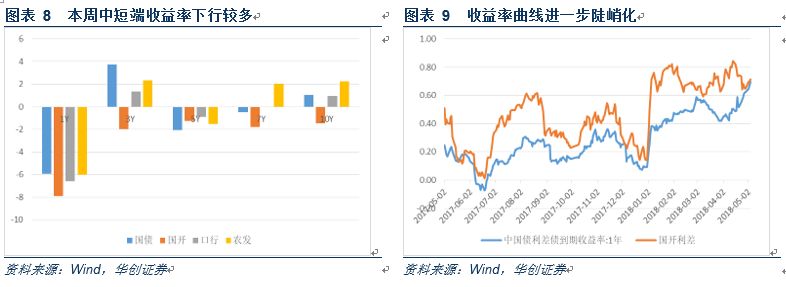 图表 8 本周中短端收益率下行较多
6
4
2
0
-2
-4
-6
-8
-10
1Y 3Y 5Y 7Y 10Y
国债 国开 口行 农发
资料来源：Wind，华创证券
图表 9 收益率曲线进一步陡峭化
1.00
0.80
0.60
0.40
0.20
0.00
2017-05-02 2017-06-02 2017-07-02 2017-08-02 2017-09-02 2017-10-02 2017-11-02 2017-12-02 2018-01-02 2018-02-02 2018-03-02 2018-04-02 2018-05-02
中国债利差债到期收益率:1年 国开利差
资料来源：Wind，华创证券